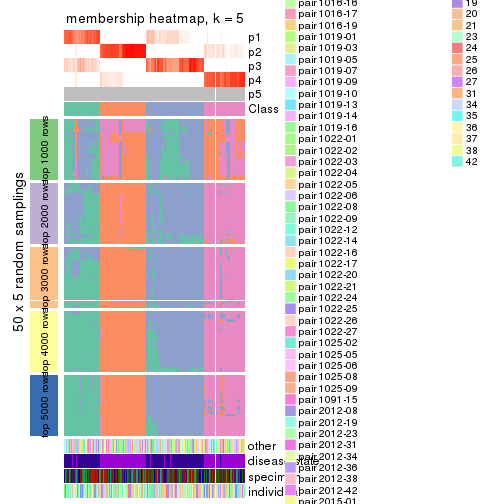 membership heatmap, k = 5
p1
p2
p3
p4
p5
Class
50 x 5 random samplings
top 1000 rows
top 2000 rows
top 3000 rows
top 4000 rows
top 5000 rows
other
pair1016-16
pair1016-17
pair1016-19
pair1019-01
pair1019-03
pair1019-05
pair1019-07
pair1019-09
pair1019-10
pair1019-13
pair1019-14
pair1019-16
pair1022-01
pair1022-02
pair1022-03
pair1022-04
pair1022-05
pair1022-06
pair1022-08
pair1022-09
pair1022-12
pair1022-14
pair1022-16
pair1022-17
pair1022-20
pair1022-21
pair1022-24
pair1022-25
pair1022-26
pair1022-27
pair1025-02
pair1025-05
pair1025-06
pair1025-08
pair1025-09
pair1091-15
pair2012-08
pair2012-19
pair2012-23
pair2012-31
pair2012-34
pair2012-36
pair2012-38
pair2012-42
pair2015-01
19
20
21
23
24
25
26
27
31
34
35
36
37
38
42